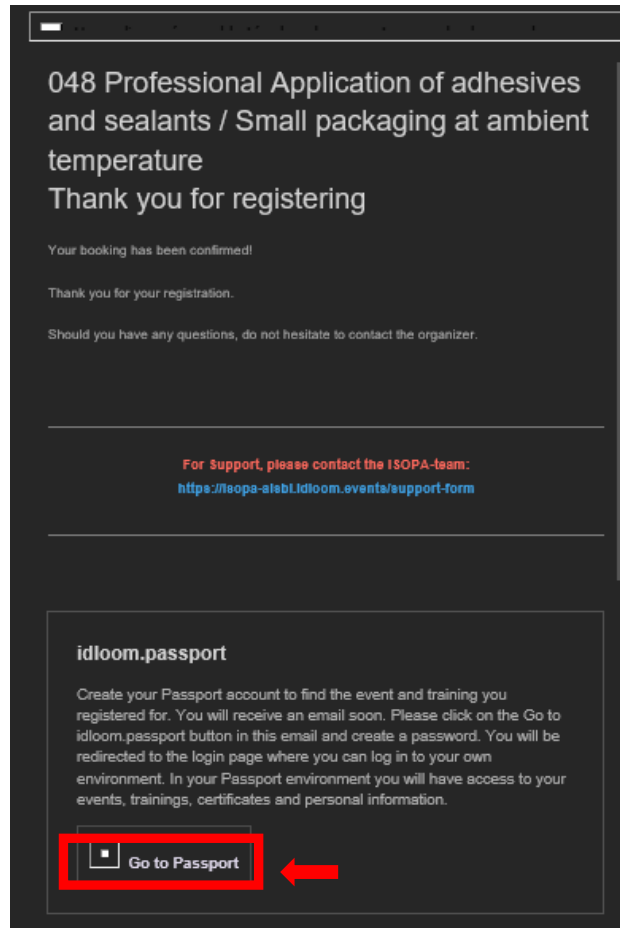 048 Professional Application of adhesives
and sealants / Small packaging at ambient
temperature
Thank you for registering
Your booking has been confirmed!
Thank you for your registration.
Should you have any questions, do not hesitate to contact the organizer.
For Support, please contact the ISOPA-team:
https://isopa-aisbl.idloom.events/support-form
idloom.passport
Create your Passport account to find the event and training you
registered for. You will receive an email soon. Please click on the Go to
idloom.passport button in this email and create a password. You will be
redirected to the login page where you can log in to your own
environment. In your Passport environment you will have access to your
events, trainings, certificates and personal information.
Go to Passport